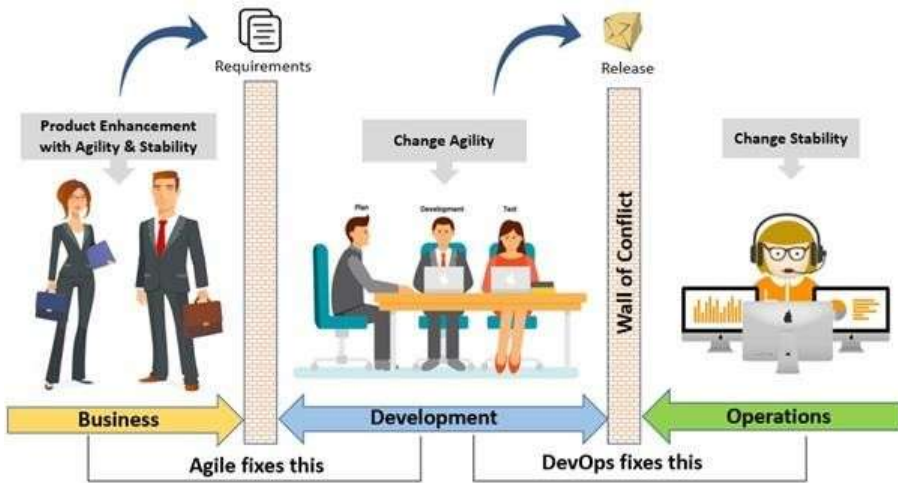 Requirements
Release
Product Enhancement
with Agility & Stability
Change Agility
Change Stability
Plan
Development
Test
Wall of Conflict
Business
Development
Operations
Agile fixes this
DevOps fixes this